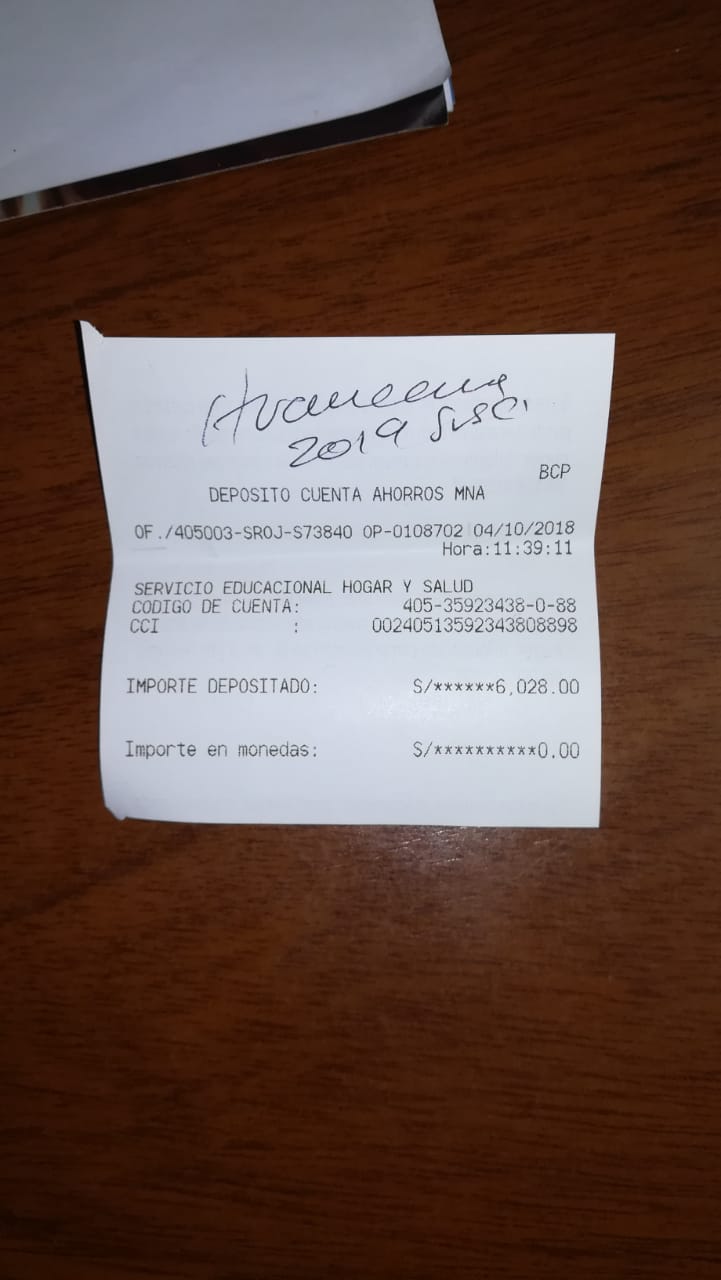 2019
BCP
DEPOSITO CUENTA AHORROS MNA
OF./405003-SROJ-S73840 OP-0108702 04/10/2018
Hora:11:39:11
SERVICIO EDUCACIONAL HOGAR Y SALUD
CODIGO DE CUENTA: 405-35923438-0-88
CCI : 00240513592343808898
IMPORTE DEPOSITADO: S/******6,028.00
Importe en monedas: S/**********0.00